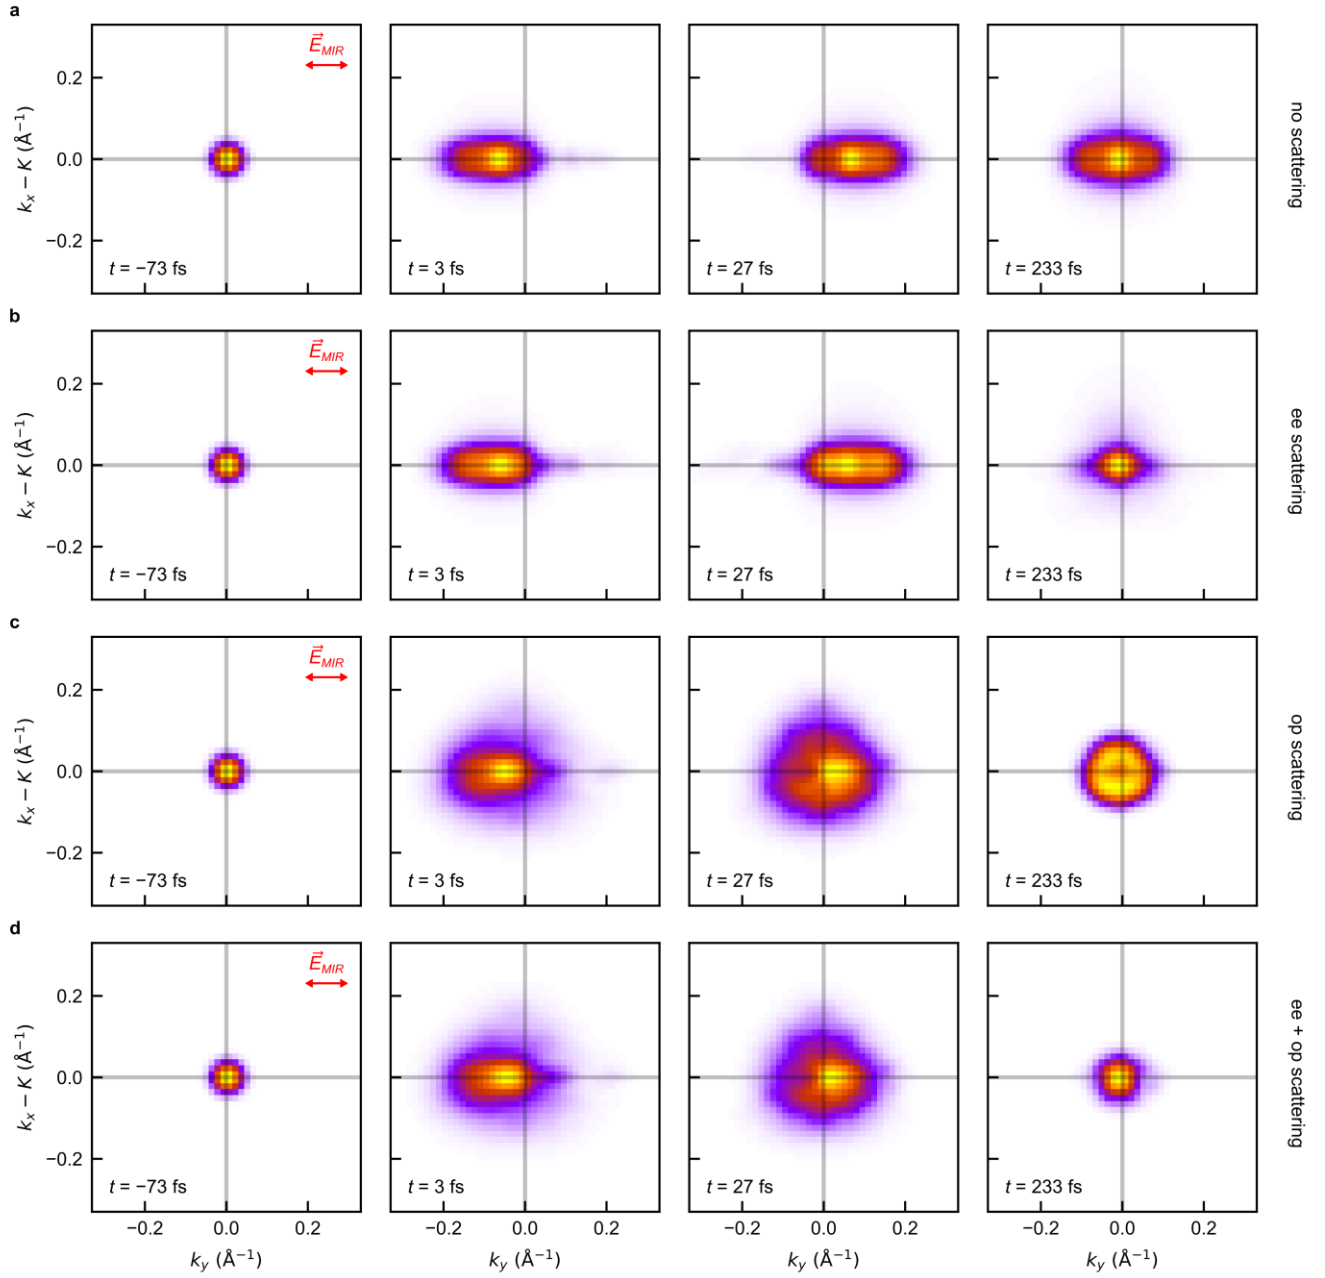 a
E_MIR
0.2
0.0
−0.2
k_x − K (Å⁻¹)
t = −73 fs
t = 3 fs
t = 27 fs
t = 233 fs
no scattering
b
E_MIR
0.2
0.0
−0.2
k_x − K (Å⁻¹)
t = −73 fs
t = 3 fs
t = 27 fs
t = 233 fs
ee scattering
c
E_MIR
0.2
0.0
−0.2
k_x − K (Å⁻¹)
t = −73 fs
t = 3 fs
t = 27 fs
t = 233 fs
op scattering
d
E_MIR
0.2
0.0
−0.2
k_x − K (Å⁻¹)
t = −73 fs
t = 3 fs
t = 27 fs
t = 233 fs
ee + op scattering
−0.2 0.0 0.2 −0.2 0.0 0.2 −0.2 0.0 0.2 −0.2 0.0 0.2
k_y (Å⁻¹) k_y (Å⁻¹) k_y (Å⁻¹) k_y (Å⁻¹)